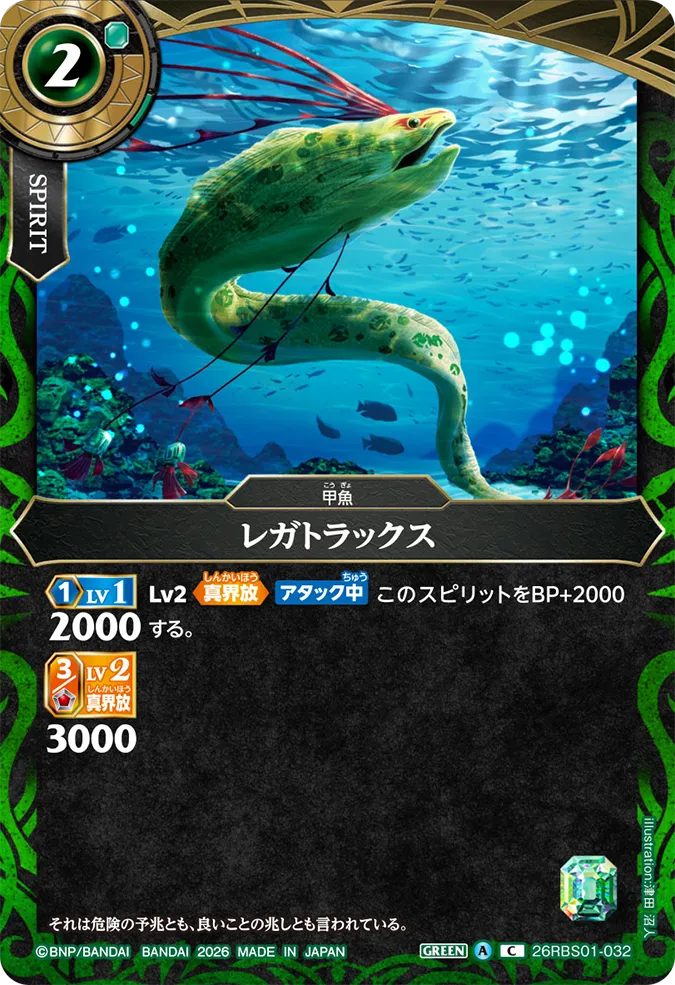 2
SPIRIT
こうぎょ
甲魚
レガトラックス
1 LV1
2000
Lv2 真界放 アタック中 このスピリットをBP+2000
しんかいほう ちゅう
する。
3 LV2
しんかいほう
真界放
3000
illustration:津田 沼人
それは危険の予兆とも、良いことの兆しとも言われている。
©BNP/BANDAI BANDAI 2026 MADE IN JAPAN GREEN A C 26RBS01-032